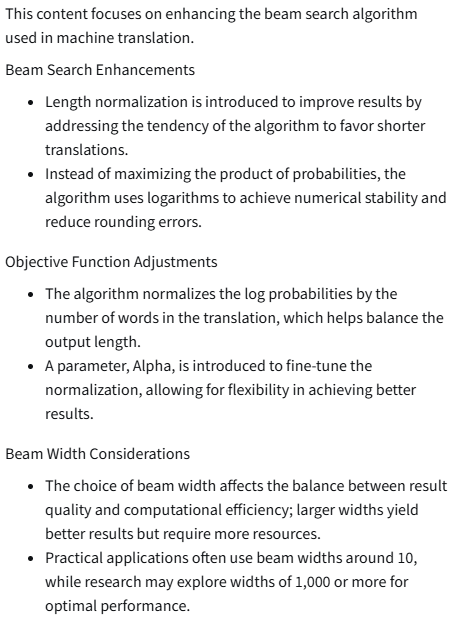 This content focuses on enhancing the beam search algorithm
used in machine translation.
Beam Search Enhancements
• Length normalization is introduced to improve results by
addressing the tendency of the algorithm to favor shorter
translations.
• Instead of maximizing the product of probabilities, the
algorithm uses logarithms to achieve numerical stability and
reduce rounding errors.
Objective Function Adjustments
• The algorithm normalizes the log probabilities by the
number of words in the translation, which helps balance the
output length.
• A parameter, Alpha, is introduced to fine-tune the
normalization, allowing for flexibility in achieving better
results.
Beam Width Considerations
• The choice of beam width affects the balance between result
quality and computational efficiency; larger widths yield
better results but require more resources.
• Practical applications often use beam widths around 10,
while research may explore widths of 1,000 or more for
optimal performance.